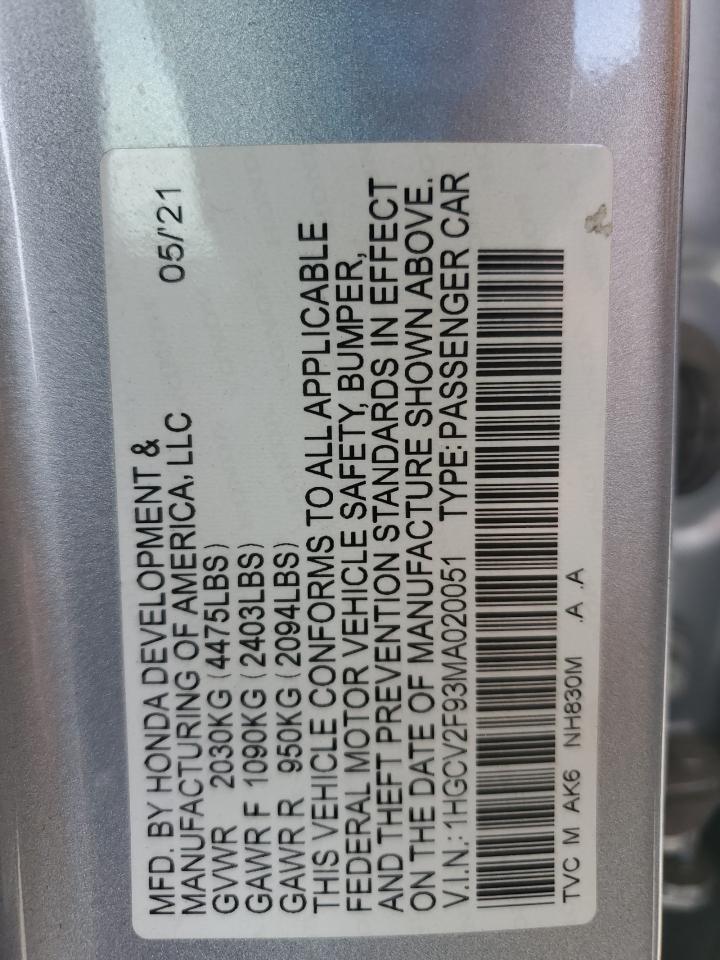 MFD. BY HONDA DEVELOPMENT &
MANUFACTURING OF AMERICA, LLC 05/'21
GVWR 2030KG (4475LBS)
GAWR F 1090KG (2403LBS)
GAWR R 950KG (2094LBS)
THIS VEHICLE CONFORMS TO ALL APPLICABLE
FEDERAL MOTOR VEHICLE SAFETY, BUMPER,
AND THEFT PREVENTION STANDARDS IN EFFECT
ON THE DATE OF MANUFACTURE SHOWN ABOVE.
V.I.N.: 1HGCV2F93MA020051 TYPE: PASSENGER CAR
TVC M AK6 NH830M .A .A